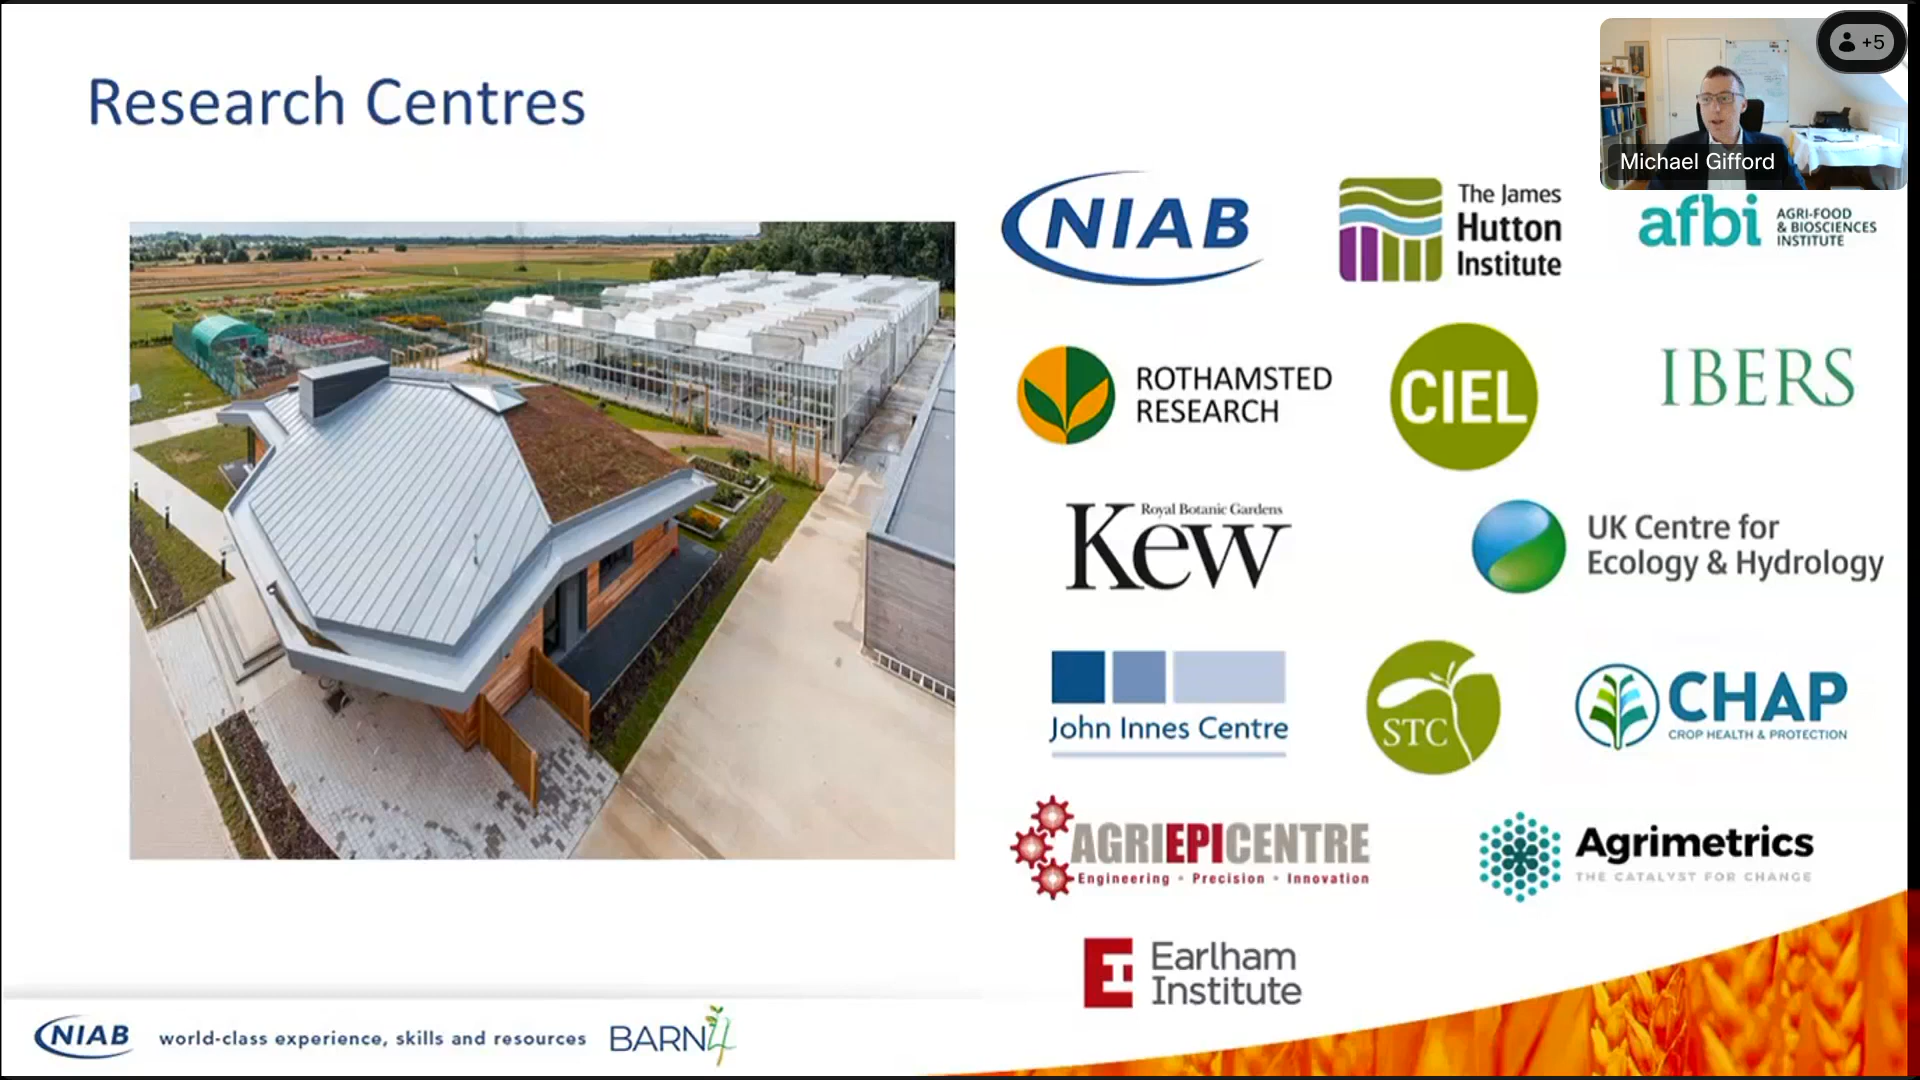 Research Centres
+5
Michael Gifford
NIAB
The James
Hutton
Institute
afbi
AGRI-FOOD
& BIOSCIENCES
INSTITUTE
ROTHAMSTED
RESEARCH
CIEL
IBERS
Royal Botanic Gardens
Kew
UK Centre for
Ecology & Hydrology
John Innes Centre
STC
CHAP
CROP HEALTH & PROTECTION
AGRIEPICENTRE
Engineering • Precision • Innovation
Agrimetrics
THE CATALYST FOR CHANGE
Earlham
Institute
NIAB
world-class experience, skills and resources
BARN4